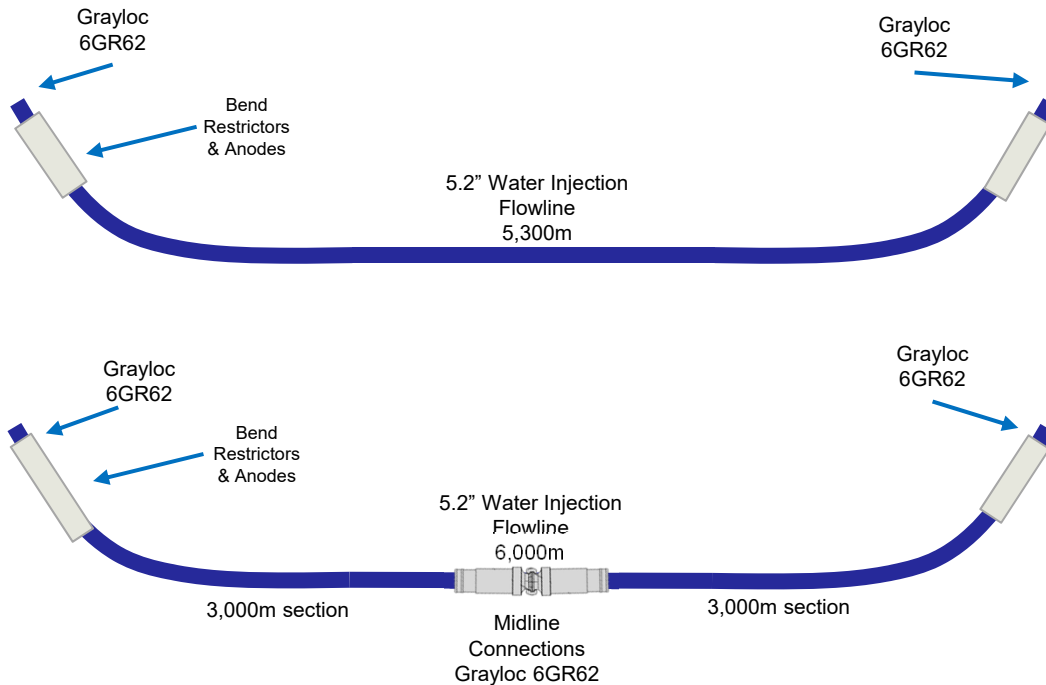 Grayloc
6GR62
Grayloc
6GR62
Bend
Restrictors
& Anodes
5.2” Water Injection
Flowline
5,300m
Grayloc
6GR62
Grayloc
6GR62
Bend
Restrictors
& Anodes
5.2” Water Injection
Flowline
6,000m
3,000m section
3,000m section
Midline
Connections
Grayloc 6GR62